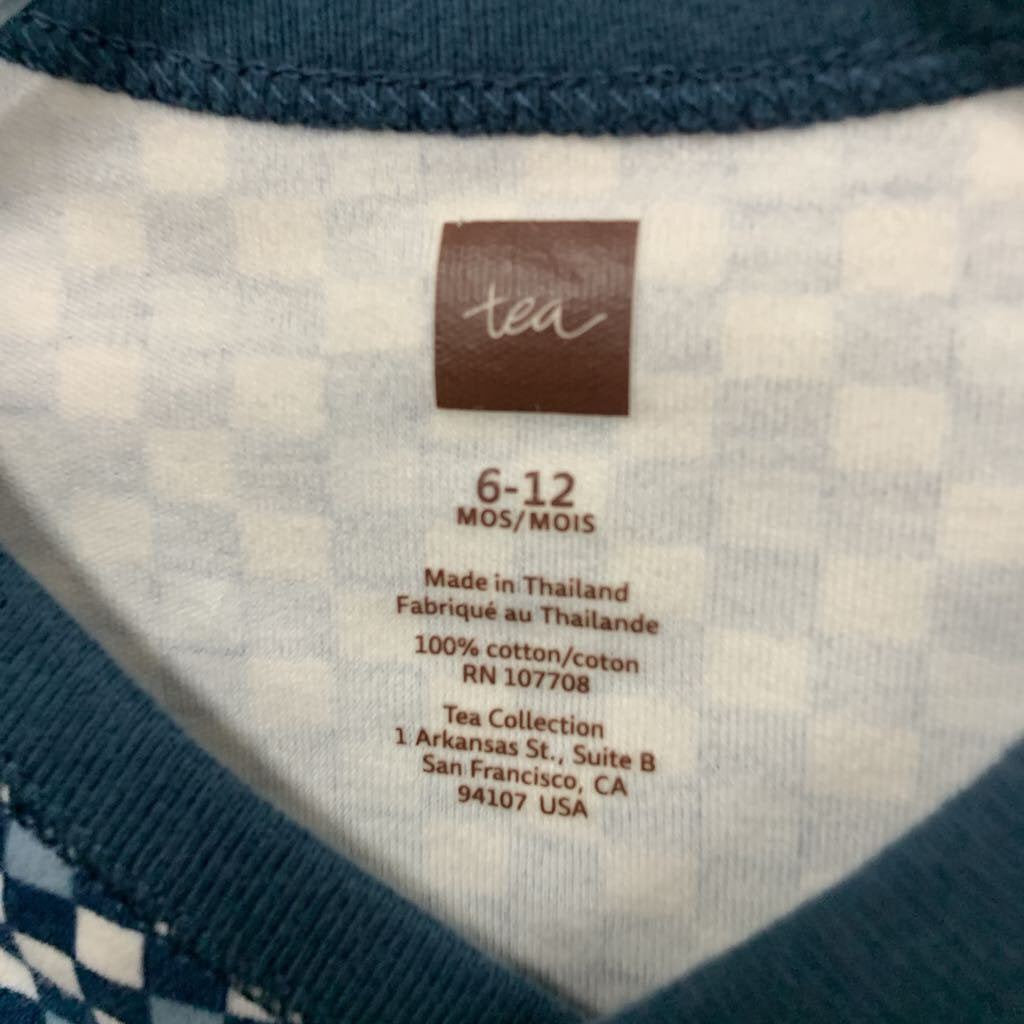 tea
6-12
MOS/MOIS
Made in Thailand
Fabriqué au Thailande
100% cotton/coton
RN 107708
Tea Collection
1 Arkansas St., Suite B
San Francisco, CA
94107 USA